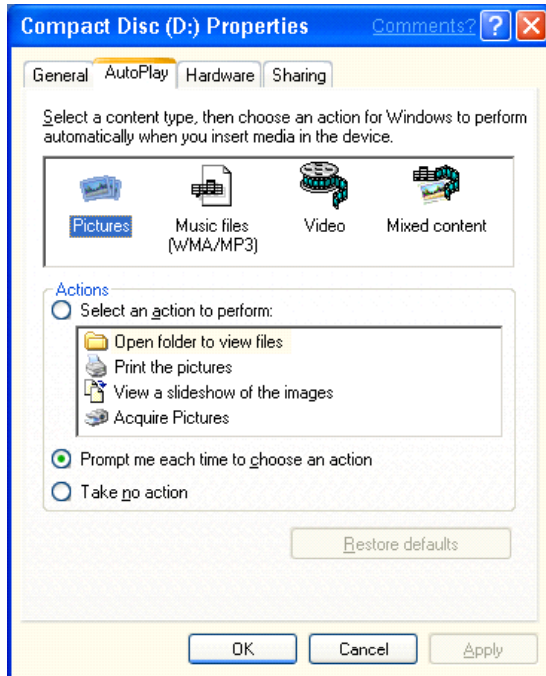 Compact Disc (D:) Properties Comments?
General AutoPlay Hardware Sharing
Select a content type, then choose an action for Windows to perform
automatically when you insert media in the device.
Pictures Music files Video Mixed content
(WMA/MP3)
Actions
Select an action to perform:
Open folder to view files
Print the pictures
View a slideshow of the images
Acquire Pictures
Prompt me each time to choose an action
Take no action
Restore defaults
OK Cancel Apply